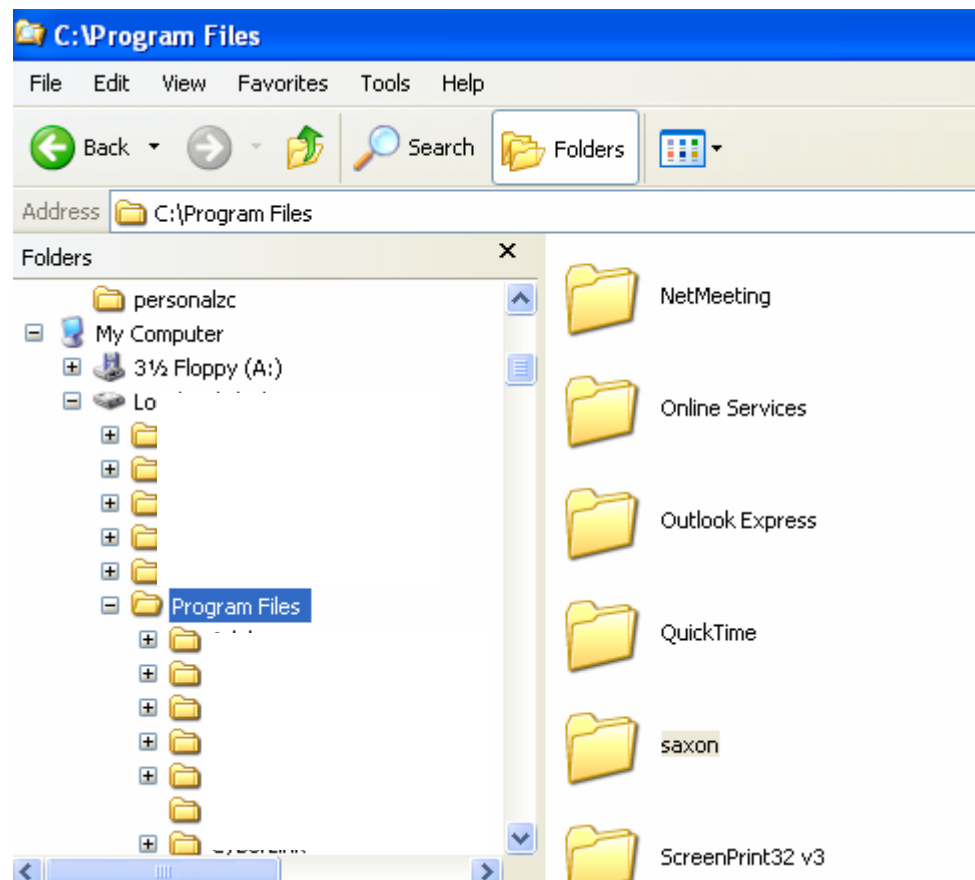 C:\Program Files
File Edit View Favorites Tools Help
Back Search Folders
Address C:\Program Files
Folders
personalzc
My Computer
3½ Floppy (A:)
Program Files
NetMeeting
Online Services
Outlook Express
QuickTime
saxon
ScreenPrint32 v3